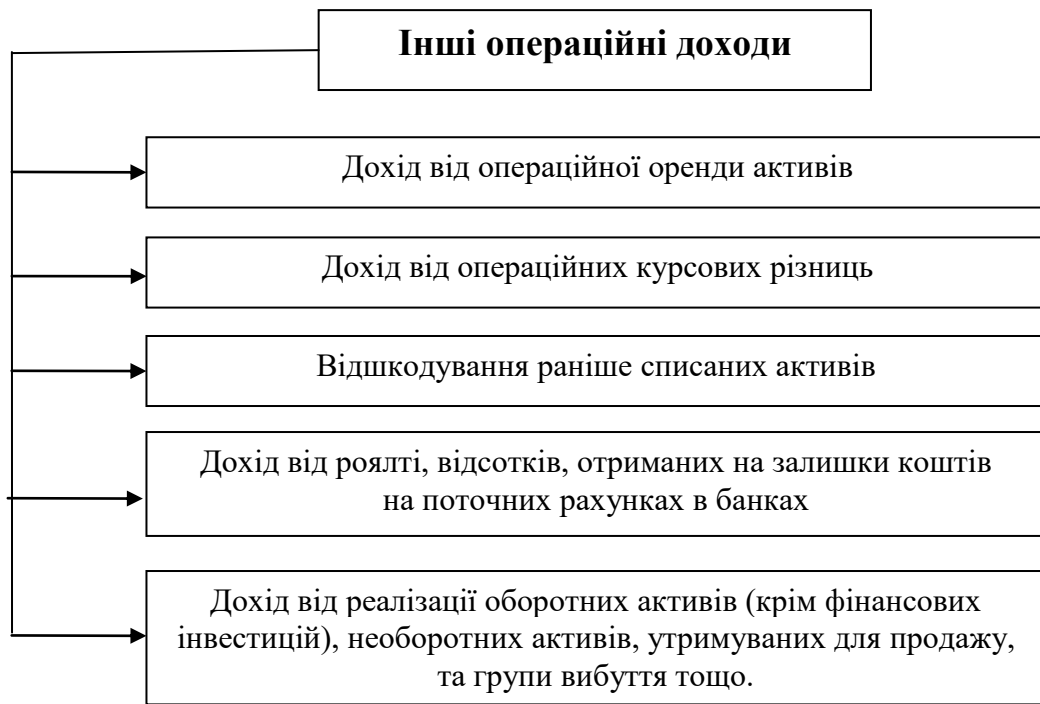 Інші операційні доходи
Дохід від операційної оренди активів
Дохід від операційних курсових різниць
Відшкодування раніше списаних активів
Дохід від роялті, відсотків, отриманих на залишки коштів
на поточних рахунках в банках
Дохід від реалізації оборотних активів (крім фінансових
інвестицій), необоротних активів, утримуваних для продажу,
та групи вибуття тощо.